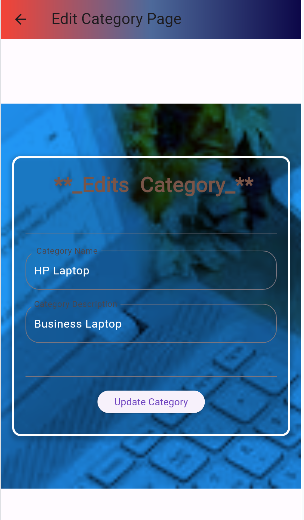 Edit Category Page
**_Edits Category_**
Category Name
HP Laptop
Business Laptop
Update Category